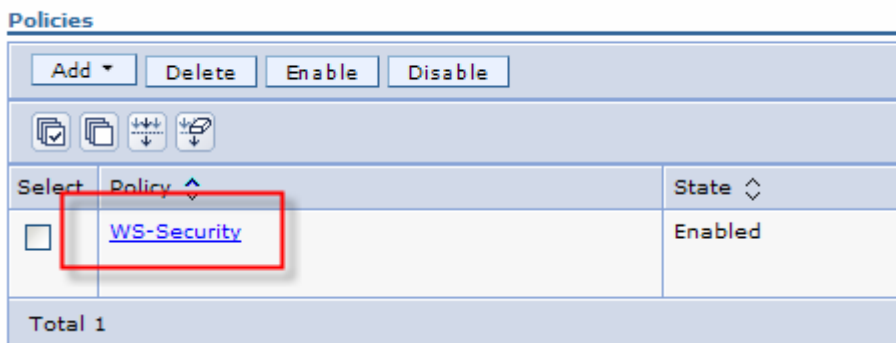 Policies
Add Delete Enable Disable
Select Policy State
WS-Security Enabled
Total 1